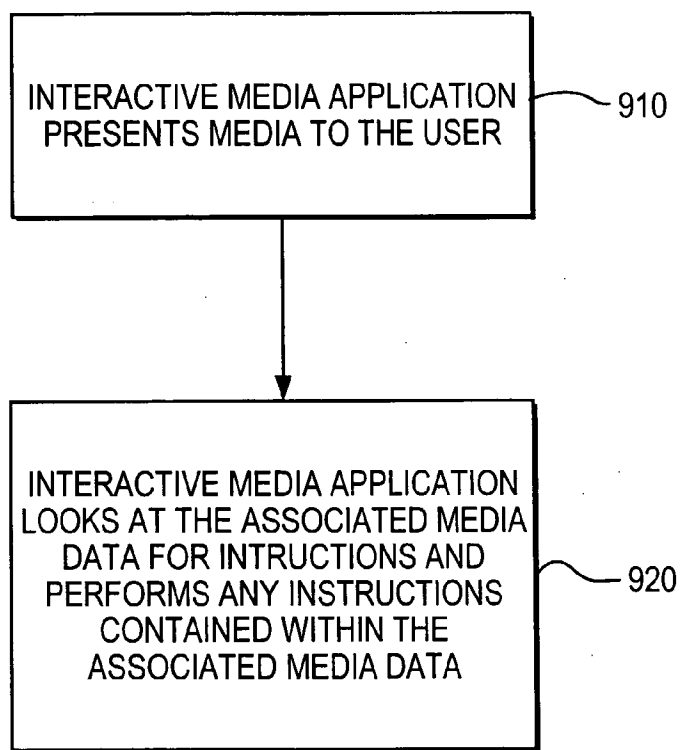 INTERACTIVE MEDIA APPLICATION
PRESENTS MEDIA TO THE USER
910
INTERACTIVE MEDIA APPLICATION
LOOKS AT THE ASSOCIATED MEDIA
DATA FOR INTRUCTIONS AND
PERFORMS ANY INSTRUCTIONS
CONTAINED WITHIN THE
ASSOCIATED MEDIA DATA
920